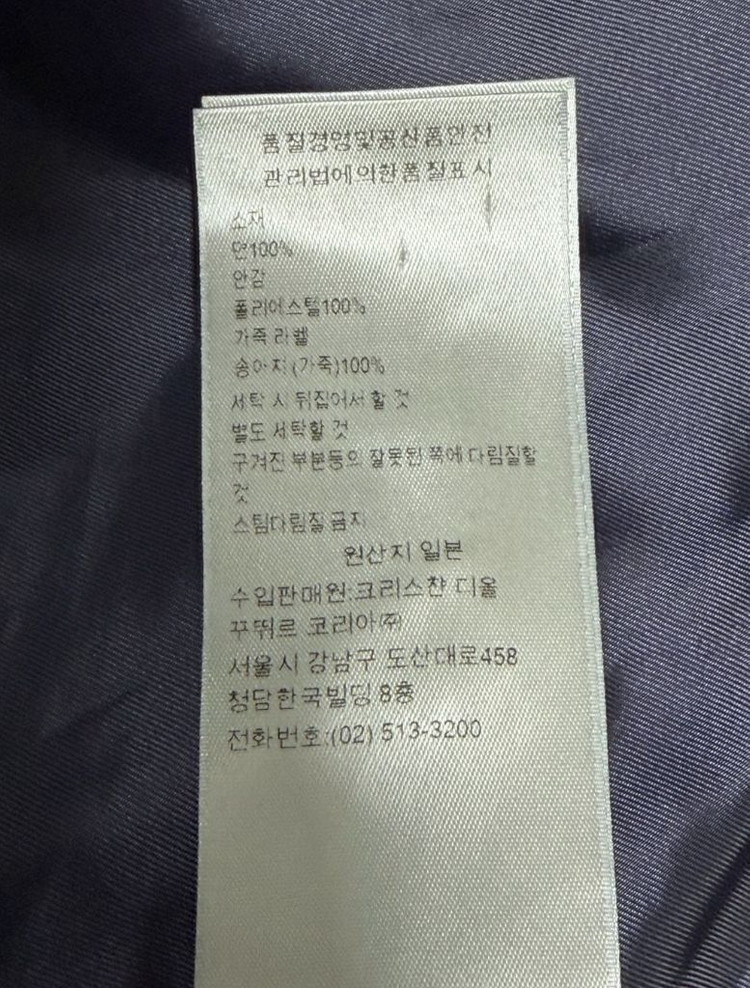 품질경영및공산품안전
관리법에의한품질표시
소재
면100%
안감
폴리에스텔100%
가죽 라벨
송아지(가죽)100%
세탁 시 뒤집어서 할 것
별도 세탁할 것
구겨진 부분등의 잘못된 쪽에 다림질할
것
스팀다림질 금지
원산지 일본
수입판매원:크리스챤 디올
꾸뛰르 코리아㈜
서울시 강남구 도산대로458
청담한국빌딩 8층
전화번호:(02) 513-3200